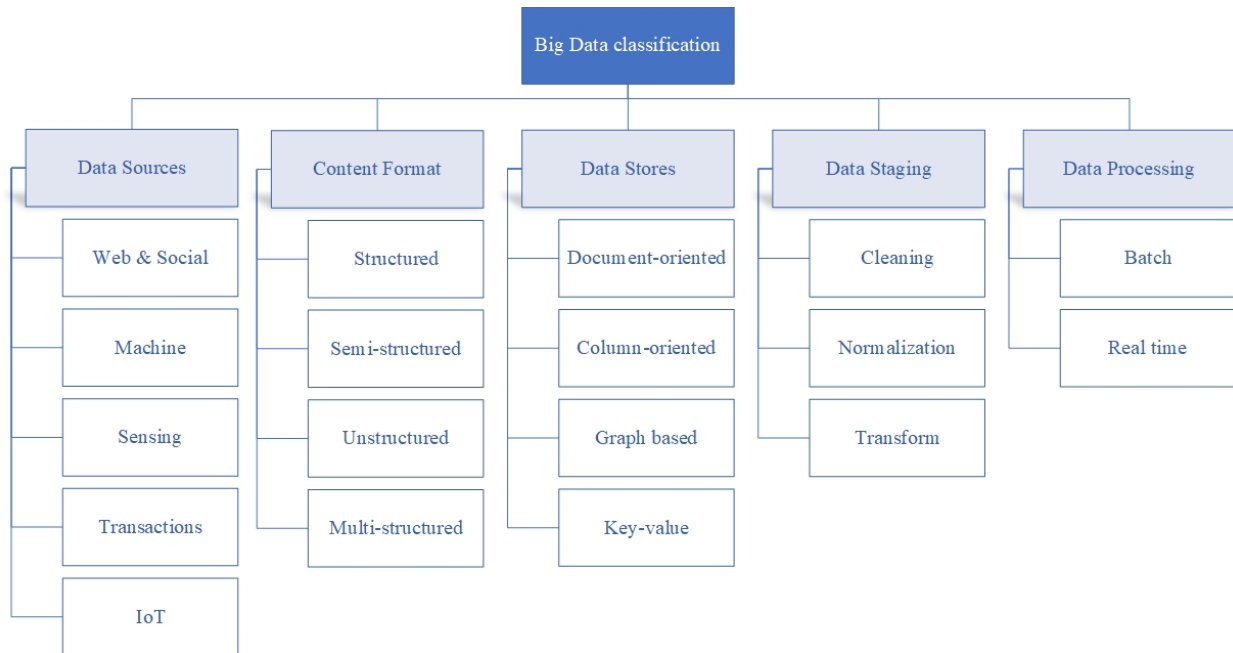 Big Data classification
Data Sources
Web & Social
Machine
Sensing
Transactions
IoT
Content Format
Structured
Semi-structured
Unstructured
Multi-structured
Data Stores
Document-oriented
Column-oriented
Graph based
Key-value
Data Staging
Cleaning
Normalization
Transform
Data Processing
Batch
Real time